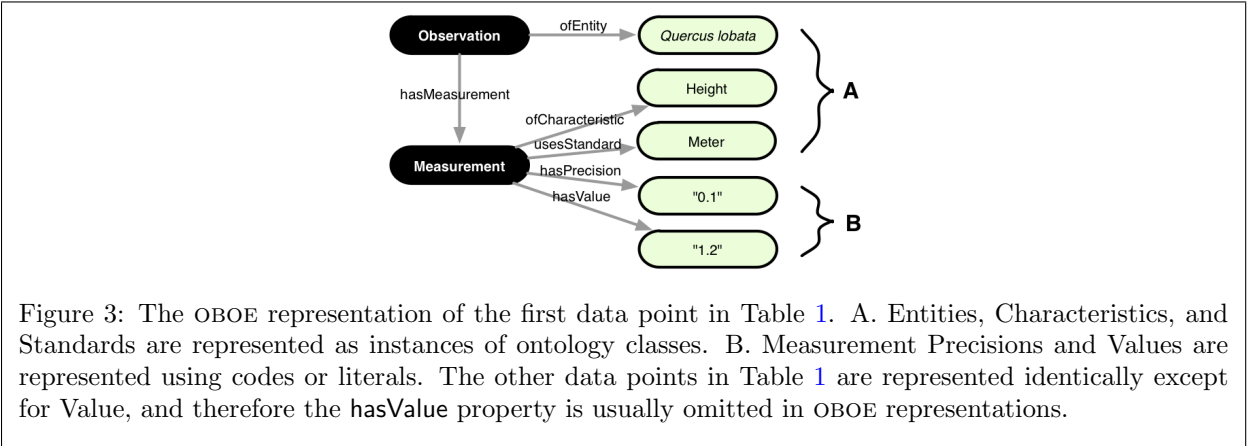 Observation
ofEntity
Quercus lobata
hasMeasurement
Height
A
ofCharacteristic
usesStandard
Meter
Measurement
hasPrecision
"0.1"
hasValue
B
"1.2"
Figure 3: The OBOE representation of the first data point in Table 1. A. Entities, Characteristics, and
Standards are represented as instances of ontology classes. B. Measurement Precisions and Values are
represented using codes or literals. The other data points in Table 1 are represented identically except
for Value, and therefore the hasValue property is usually omitted in OBOE representations.